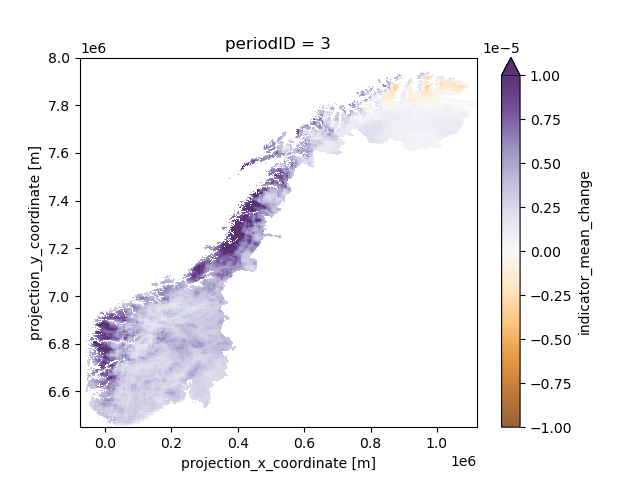 periodID = 3
1e6
8.0
7.8
7.6
7.4
7.2
7.0
6.8
6.6
projection_y_coordinate [m]
0.0 0.2 0.4 0.6 0.8 1.0
1e6
projection_x_coordinate [m]
1e−5
1.00
0.75
0.50
0.25
0.00
−0.25
−0.50
−0.75
−1.00
indicator_mean_change